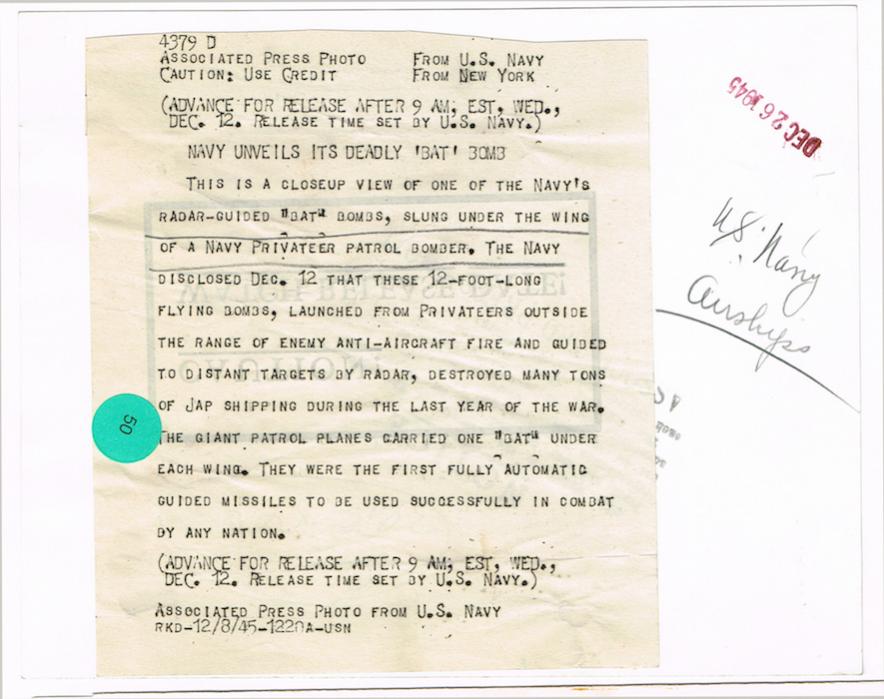 4379 D
ASSOCIATED PRESS PHOTO FROM U.S. NAVY
CAUTION: USE CREDIT FROM NEW YORK
(ADVANCE FOR RELEASE AFTER 9 AM, EST, WED.,
DEC. 12. RELEASE TIME SET BY U.S. NAVY.)
NAVY UNVEILS ITS DEADLY 'BAT' BOMB
THIS IS A CLOSEUP VIEW OF ONE OF THE NAVY'S
RADAR-GUIDED "BAT" BOMBS, SLUNG UNDER THE WING
OF A NAVY PRIVATEER PATROL BOMBER. THE NAVY
DISCLOSED DEC. 12 THAT THESE 12-FOOT-LONG
FLYING BOMBS, LAUNCHED FROM PRIVATEERS OUTSIDE
THE RANGE OF ENEMY ANTI-AIRCRAFT FIRE AND GUIDED
TO DISTANT TARGETS BY RADAR, DESTROYED MANY TONS
OF JAP SHIPPING DURING THE LAST YEAR OF THE WAR.
THE GIANT PATROL PLANES CARRIED ONE "BAT" UNDER
EACH WING. THEY WERE THE FIRST FULLY AUTOMATIC
GUIDED MISSILES TO BE USED SUCCESSFULLY IN COMBAT
BY ANY NATION.
(ADVANCE FOR RELEASE AFTER 9 AM, EST, WED.,
DEC. 12. RELEASE TIME SET BY U.S. NAVY.)
ASSOCIATED PRESS PHOTO FROM U.S. NAVY
RKD-12/8/45-1220A-USN
50
DEC 26 1945
U.S. Navy
Airships